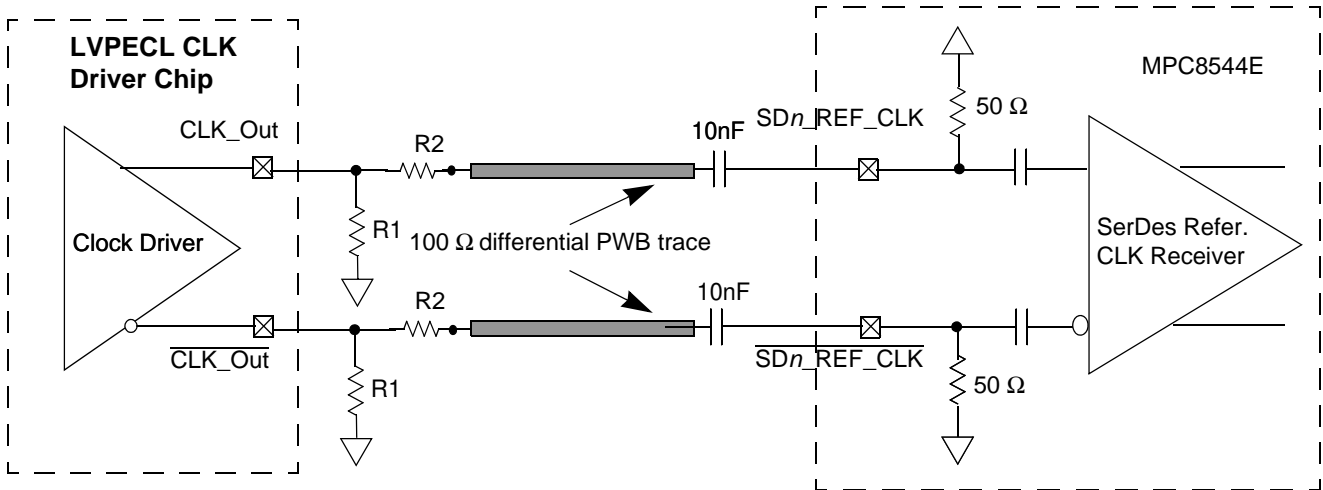 LVPECL CLK
Driver Chip
MPC8544E
CLK_Out
R2
10nF
SDn_REF_CLK
50 Ω
R1
Clock Driver
100 Ω differential PWB trace
SerDes Refer.
CLK Receiver
R2
10nF
CLK_Out
SDn_REF_CLK
R1
50 Ω